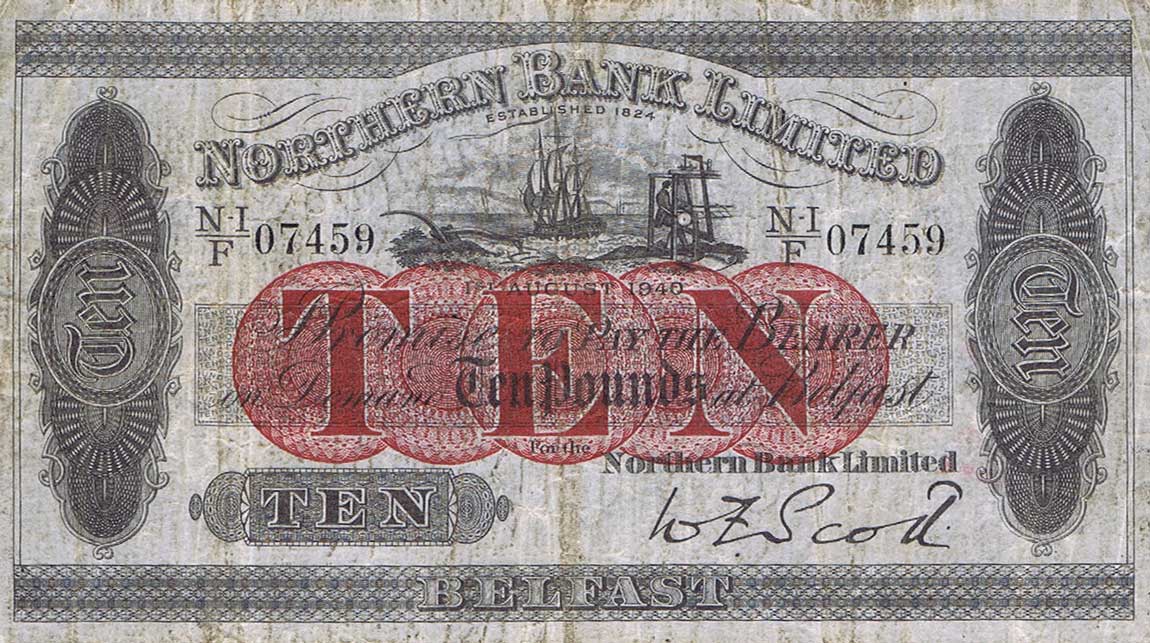 NORTHERN BANK LIMITED
ESTABLISHED 1824
N-I/F 07459
N-I/F 07459
Ten
Ten
TEN
1ST AUGUST 1940
I Promise TO PAY THE BEARER
on Demand Ten Pounds at Belfast
For the
Northern Bank Limited
TEN
W F Scott
BELFAST